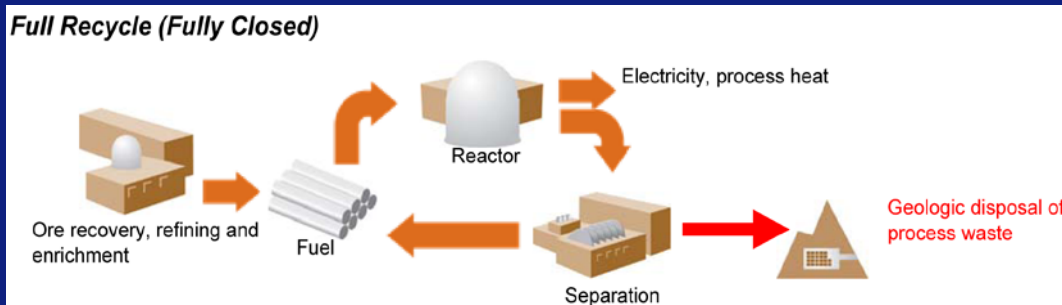 Full Recycle (Fully Closed)
Electricity, process heat
Reactor
Ore recovery, refining and
enrichment
Fuel
Geologic disposal of
process waste
Separation